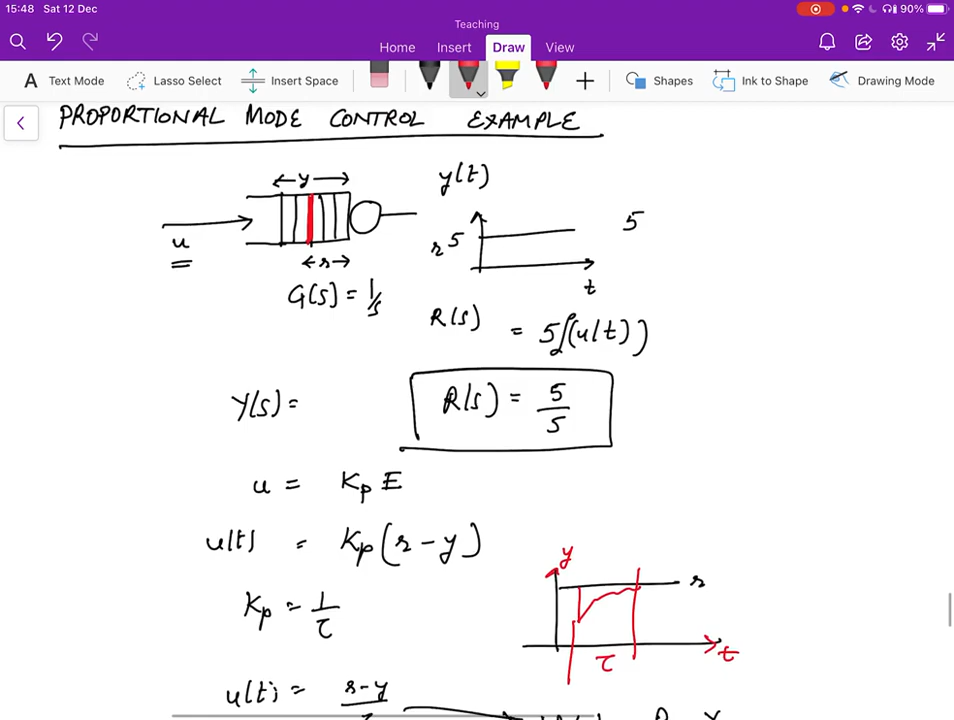 15:48 Sat 12 Dec
90%
Teaching
Home Insert Draw View
Text Mode Lasso Select Insert Space Shapes Ink to Shape Drawing Mode
PROPORTIONAL MODE CONTROL EXAMPLE
y
y(t)
u
r
r 5
5
t
G(s) = 1/s
R(s) = 5 L(u(t))
Y(s) =
R(s) = 5/s
u = Kp E
u(t) = Kp(r-y)
y
r
Kp = 1/τ
τ
t
u(t) = r-y